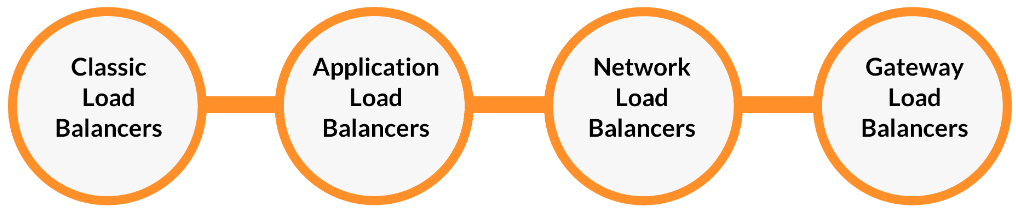 Classic
Load
Balancers
Application
Load
Balancers
Network
Load
Balancers
Gateway
Load
Balancers